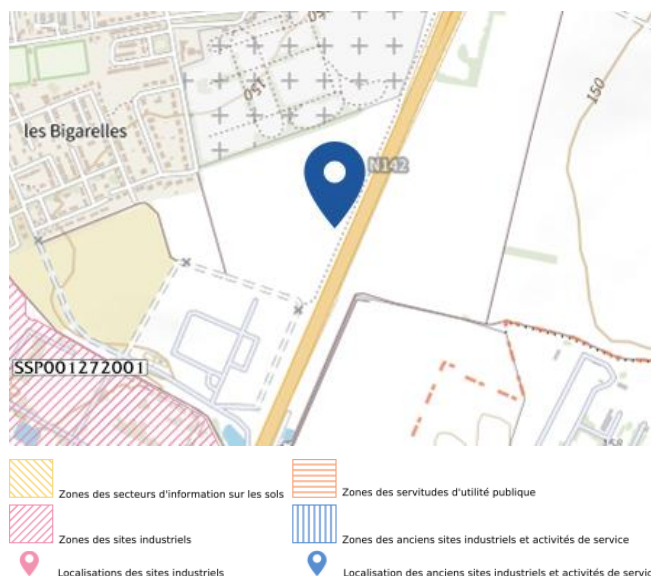 150
150
les Bigarelles
N142
SSP001272001
158
Zones des secteurs d'information sur les sols
Zones des servitudes d'utilité publique
Zones des sites industriels
Zones des anciens sites industriels et activités de service
Localisations des sites industriels
Localisation des anciens sites industriels et activités de servic